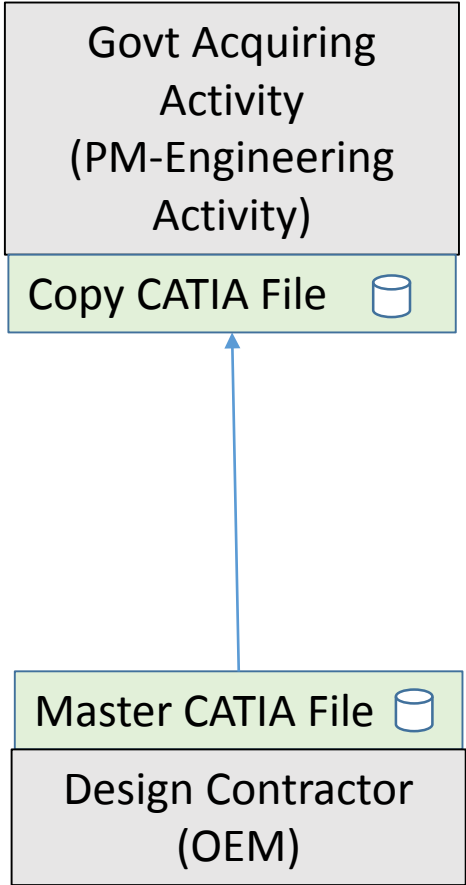 Govt Acquiring
Activity
(PM-Engineering
Activity)
Copy CATIA File
Master CATIA File
Design Contractor
(OEM)